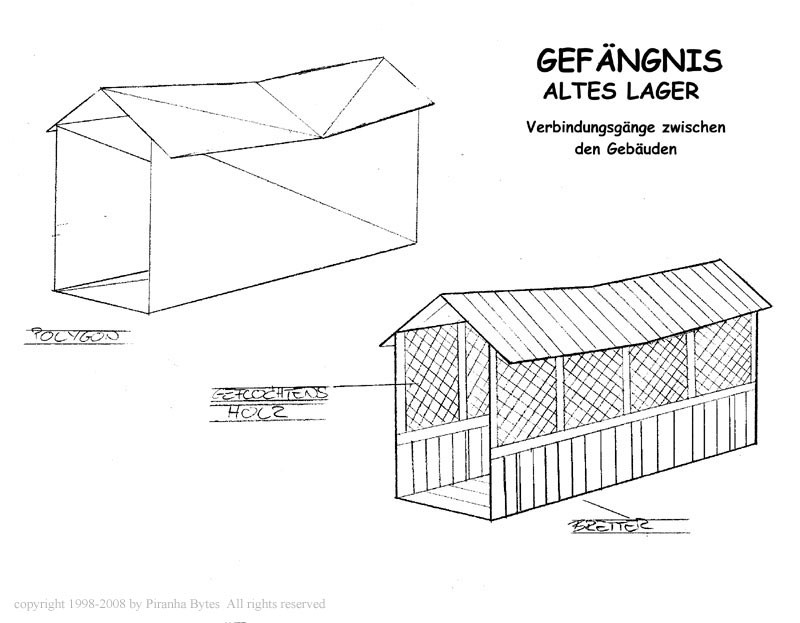 GEFÄNGNIS
ALTES LAGER
Verbindungsgänge zwischen
den Gebäuden
POLYGON
GEFLOCHTENS
HOLZ
BRETTER
copyright 1998-2008 by Piranha Bytes All rights reserved